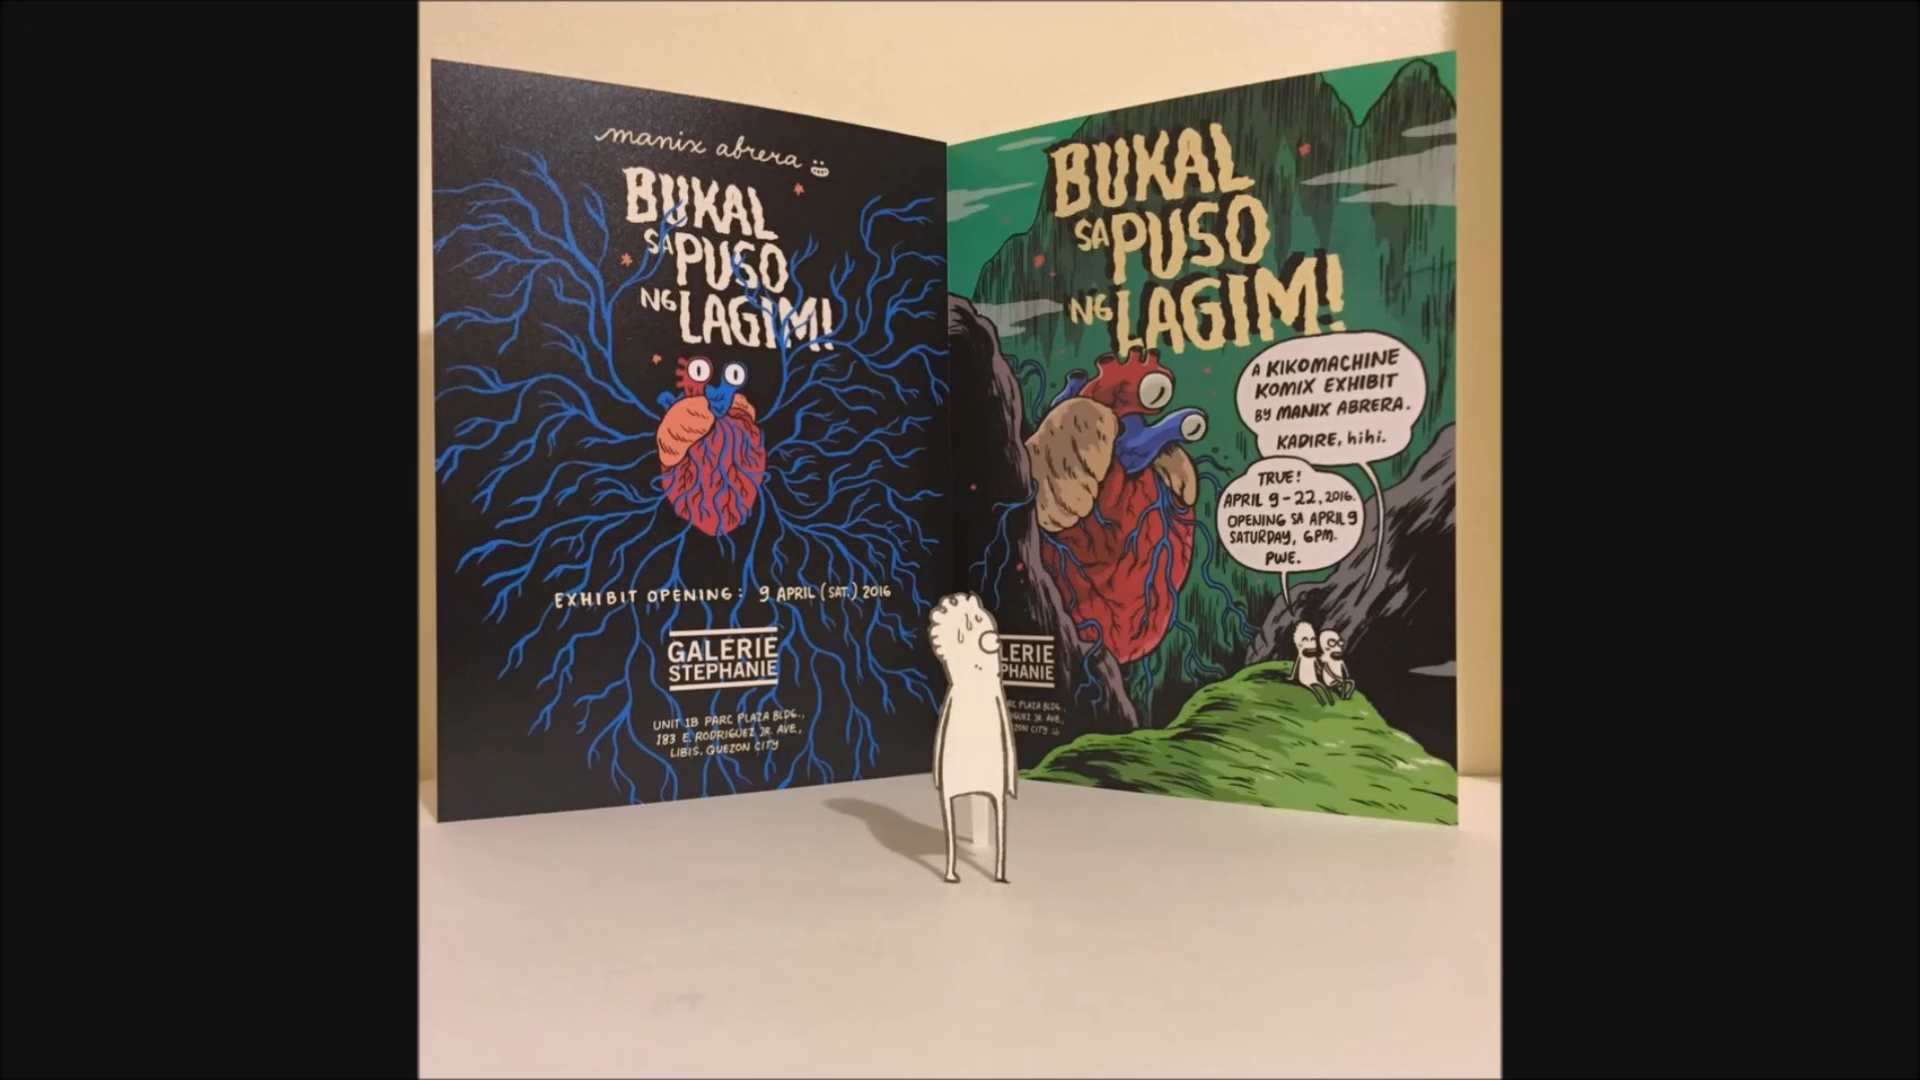 manix abrera
BUKAL
SA PUSO
NG LAGIM!
EXHIBIT OPENING: 9 APRIL (SAT.) 2016
GALERIE
STEPHANIE
UNIT 1B PARC PLAZA BLDG.,
183 E. RODRIGUEZ JR. AVE.,
LIBIS, QUEZON CITY
BUKAL
SA PUSO
NG LAGIM!
A KIKOMACHINE
KOMIX EXHIBIT
BY MANIX ABRERA.
KADIRE, hihi.
TRUE!
APRIL 9-22, 2016.
OPENING SA APRIL 9
SATURDAY, 6PM.
PWE.
LERIE
PHANIE